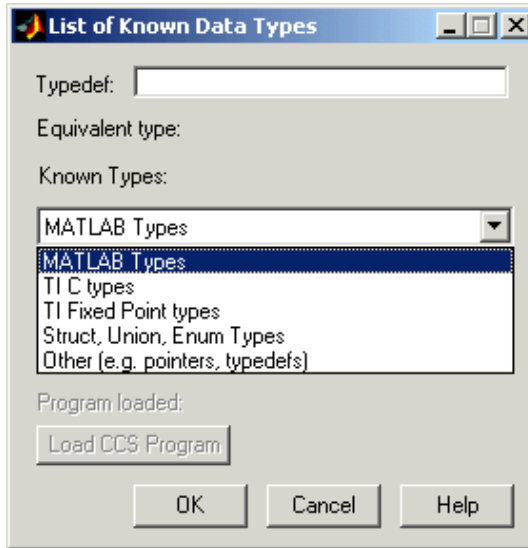 List of Known Data Types
Typedef:
Equivalent type:
Known Types:
MATLAB Types
MATLAB Types
TI C types
TI Fixed Point types
Struct, Union, Enum Types
Other (e.g. pointers, typedefs)
Program loaded:
Load CCS Program
OK Cancel Help